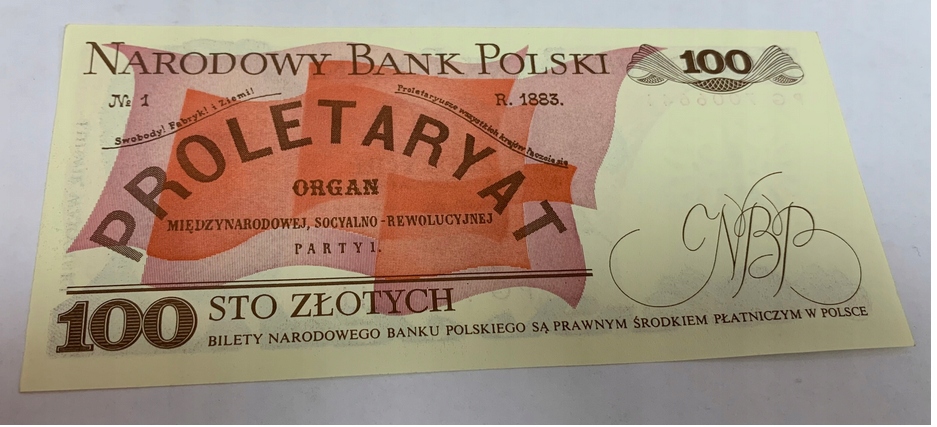 NARODOWY BANK POLSKI
100
№ 1
R. 1883.
Swobody! Fabryk! i Ziemi!
Proletaryusze wszystkich krajów łączcie się
PROLETARYAT
ORGAN
MIĘDZYNARODOWEJ, SOCYALNO-REWOLUCYJNEJ
PARTYI.
NBP
100 STO ZŁOTYCH
BILETY NARODOWEGO BANKU POLSKIEGO SĄ PRAWNYM ŚRODKIEM PŁATNICZYM W POLSCE